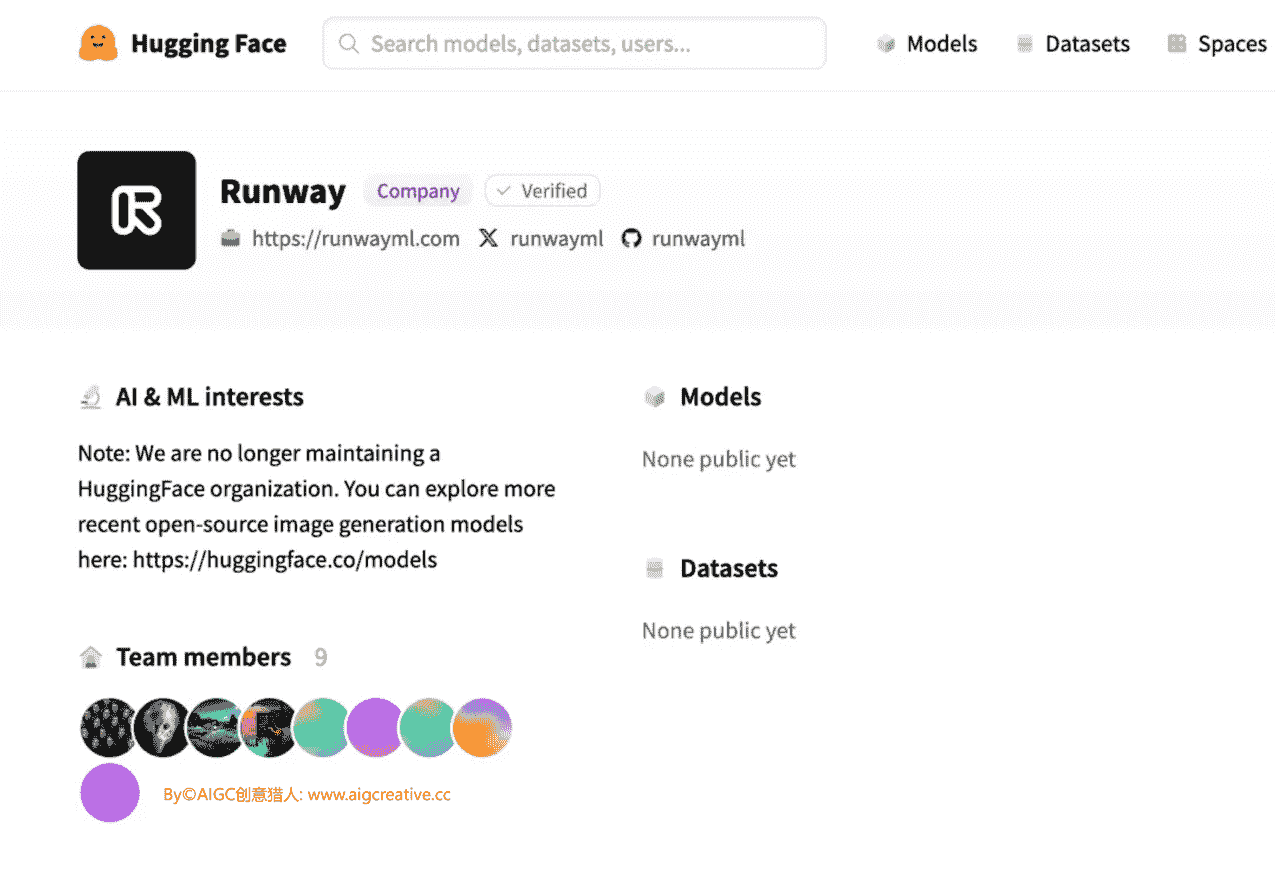 Hugging Face
Search models, datasets, users...
Models
Datasets
Spaces
Runway
Company
Verified
https://runwayml.com
runwayml
runwayml
AI & ML interests
Note: We are no longer maintaining a
HuggingFace organization. You can explore more
recent open-source image generation models
here: https://huggingface.co/models
Team members 9
By©AIGC创意猎人: www.aigcreative.cc
Models
None public yet
Datasets
None public yet